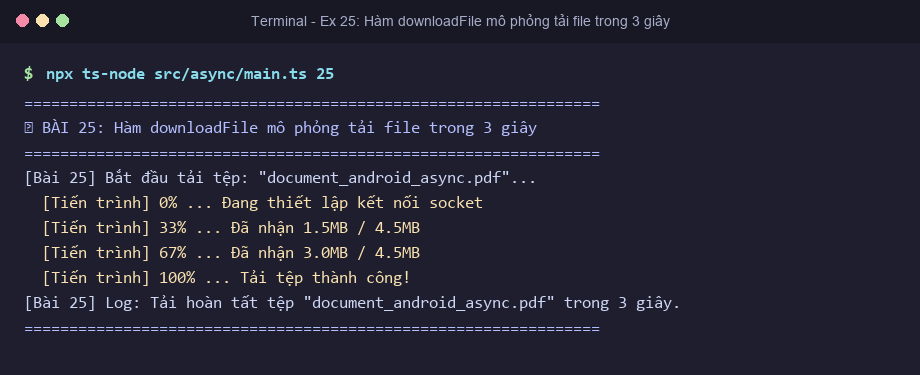 Terminal - Ex 25: Hàm downloadFile mô phỏng tải file trong 3 giây
$ npx ts-node src/async/main.ts 25
================================================================
BÀI 25: Hàm downloadFile mô phỏng tải file trong 3 giây
================================================================
[Bài 25] Bắt đầu tải tệp: "document_android_async.pdf"...
[Tiến trình] 0% ... Đang thiết lập kết nối socket
[Tiến trình] 33% ... Đã nhận 1.5MB / 4.5MB
[Tiến trình] 67% ... Đã nhận 3.0MB / 4.5MB
[Tiến trình] 100% ... Tải tệp thành công!
[Bài 25] Log: Tải hoàn tất tệp "document_android_async.pdf" trong 3 giây.
================================================================